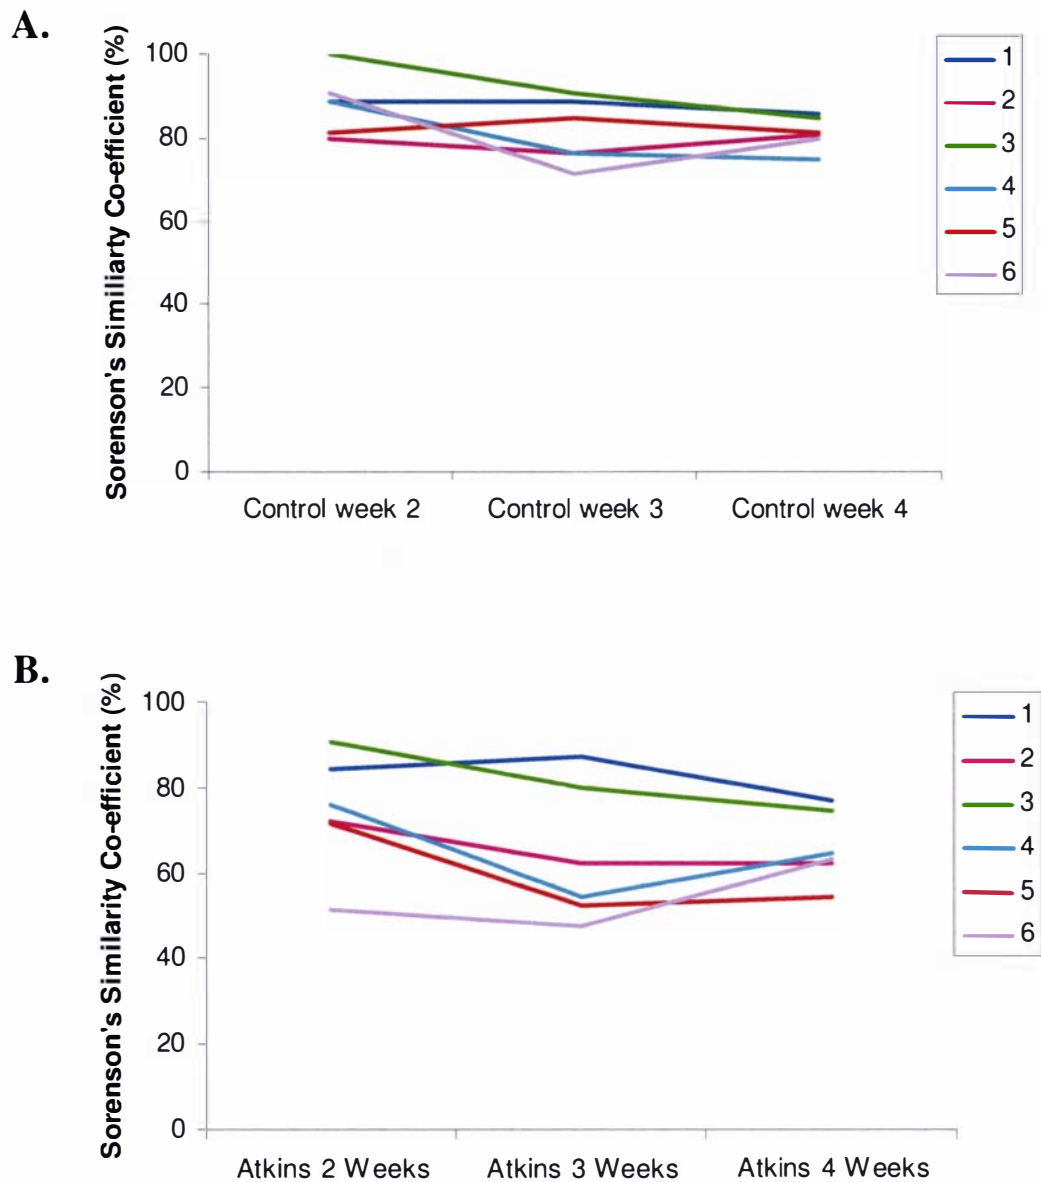 A.
Sorenson's Similiarty Co-efficient (%)
100
80
60
40
20
0
Control week 2
Control week 3
Control week 4
1
2
3
4
5
6
B.
Sorenson's Similarity Co-efficient (%)
100
80
60
40
20
0
Atkins 2 Weeks
Atkins 3 Weeks
Atkins 4 Weeks
1
2
3
4
5
6